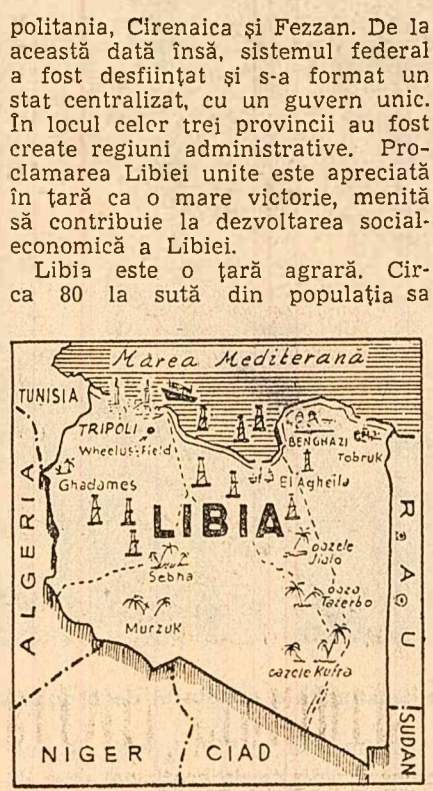 politania, Cirenaica și Fezzan. De la
această dată însă, sistemul federal
a fost desființat și s-a format un
stat centralizat, cu un guvern unic.
În locul celor trei provincii au fost
create regiuni administrative. Pro-
clamarea Libiei unite este apreciată
în țară ca o mare victorie, menită
să contribuie la dezvoltarea social-
economică a Libiei.
Libia este o țară agrară. Cir-
ca 80 la sută din populația sa
Marea Mediterană
TUNISIA
TRIPOLI
Wheelus-Field
BENGHAZI
Tobruk
Ghadames
El Agheila
ALGERIA
LIBIA
R.A.U
oazele
Jialo
Sebha
oaza
Tazerbo
Murzuk
oazele Kufra
NIGER
CIAD
SUDAN